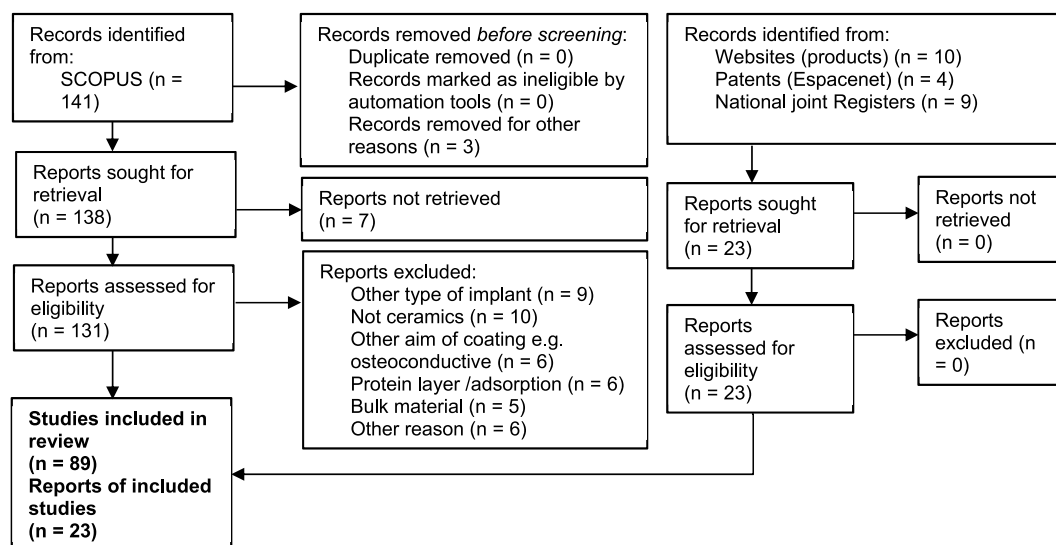 Records identified
from:
SCOPUS (n =
141)
Records removed before screening:
Duplicate removed (n = 0)
Records marked as ineligible by
automation tools (n = 0)
Records removed for other
reasons (n = 3)
Records identified from:
Websites (products) (n = 10)
Patents (Espacenet) (n = 4)
National joint Registers (n = 9)
Reports sought for
retrieval
(n = 138)
Reports not retrieved
(n = 7)
Reports sought
for retrieval
(n = 23)
Reports not
retrieved
(n = 0)
Reports assessed for
eligibility
(n = 131)
Reports excluded:
Other type of implant (n = 9)
Not ceramics (n = 10)
Other aim of coating e.g.
osteoconductive (n = 6)
Protein layer /adsorption (n = 6)
Bulk material (n = 5)
Other reason (n = 6)
Reports
assessed for
eligibility
(n = 23)
Reports
excluded (n
= 0)
Studies included in
review
(n = 89)
Reports of included
studies
(n = 23)